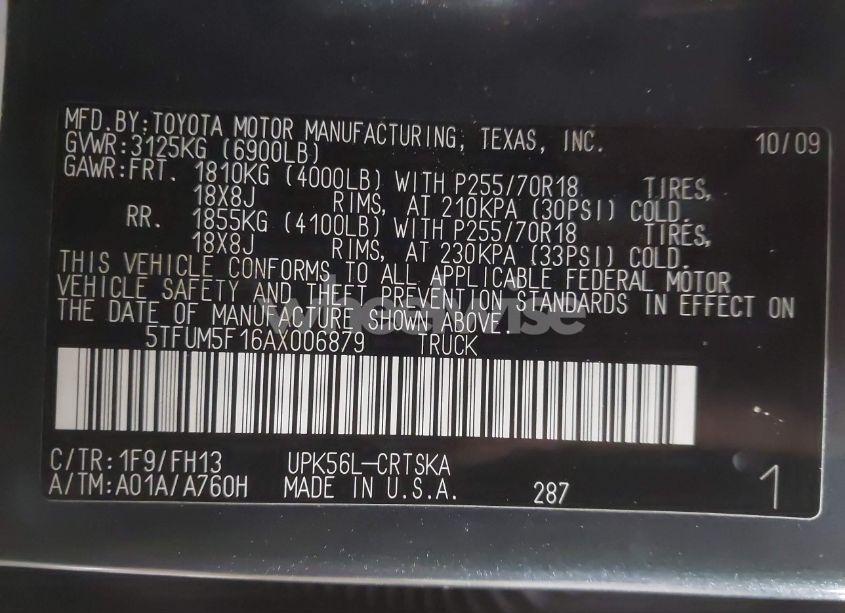 MFD.BY:TOYOTA MOTOR MANUFACTURING, TEXAS, INC. 10/09
GVWR:3125KG (6900LB)
GAWR:FRT. 1810KG (4000LB) WITH P255/70R18 TIRES,
18X8J RIMS, AT 210KPA (30PSI) COLD.
RR. 1855KG (4100LB) WITH P255/70R18 TIRES,
18X8J RIMS, AT 230KPA (33PSI) COLD.
THIS VEHICLE CONFORMS TO ALL APPLICABLE FEDERAL MOTOR
VEHICLE SAFETY AND THEFT PREVENTION STANDARDS IN EFFECT ON
THE DATE OF MANUFACTURE SHOWN ABOVE.
wheelwise
5TFUM5F16AX006879 TRUCK
C/TR:1F9/FH13 UPK56L-CRTSKA
A/TM:A01A/A760H MADE IN U.S.A. 287 1